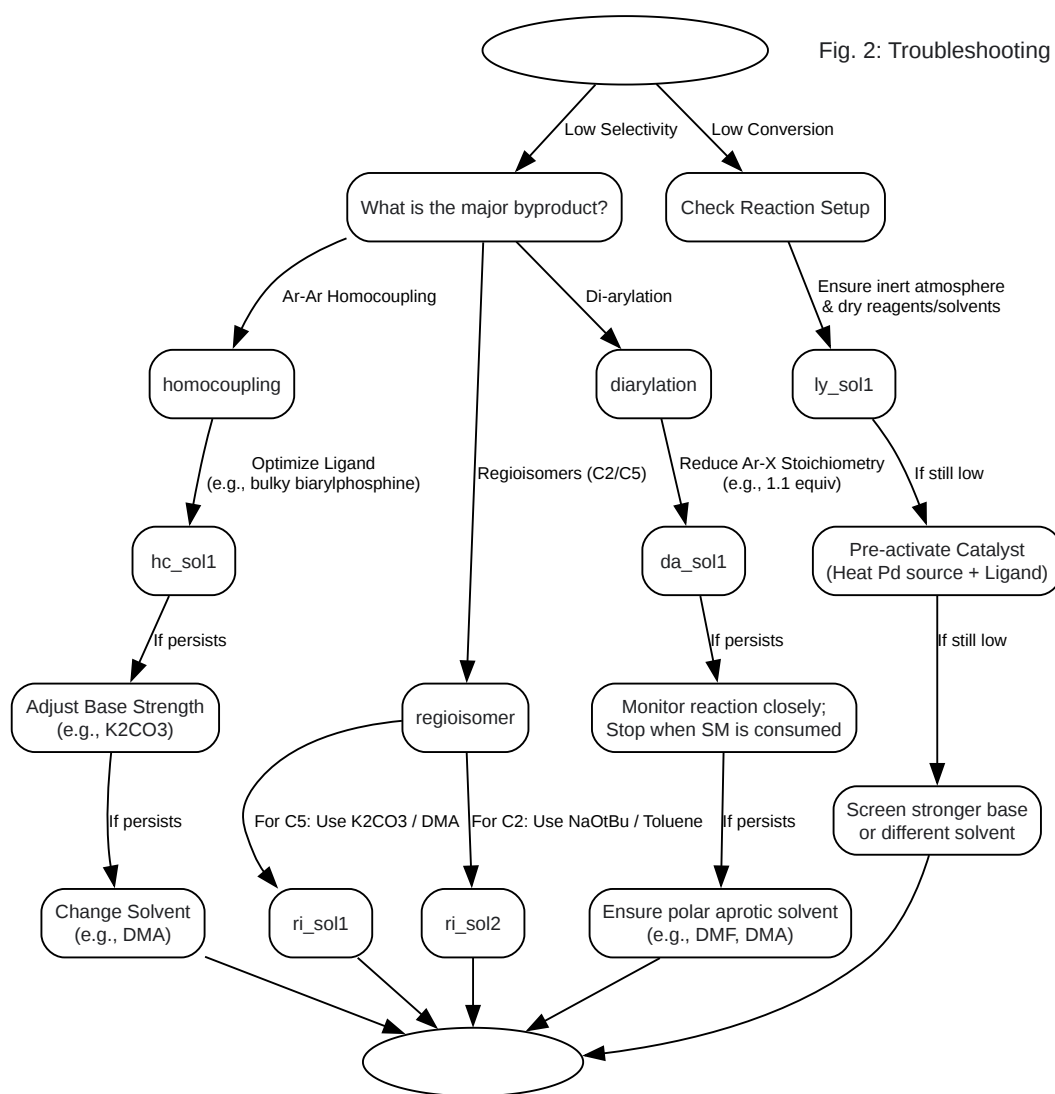 Fig. 2: Troubleshooting
Low Selectivity
Low Conversion
What is the major byproduct?
Check Reaction Setup
Ar-Ar Homocoupling
Di-arylation
Ensure inert atmosphere
& dry reagents/solvents
homocoupling
diarylation
ly_sol1
Optimize Ligand
(e.g., bulky biarylphosphine)
Regioisomers (C2/C5)
Reduce Ar-X Stoichiometry
(e.g., 1.1 equiv)
If still low
hc_sol1
da_sol1
Pre-activate Catalyst
(Heat Pd source + Ligand)
If persists
If persists
If still low
Adjust Base Strength
(e.g., K2CO3)
regioisomer
Monitor reaction closely;
Stop when SM is consumed
If persists
For C5: Use K2CO3 / DMA
For C2: Use NaOtBu / Toluene
If persists
Screen stronger base
or different solvent
Change Solvent
(e.g., DMA)
ri_sol1
ri_sol2
Ensure polar aprotic solvent
(e.g., DMF, DMA)